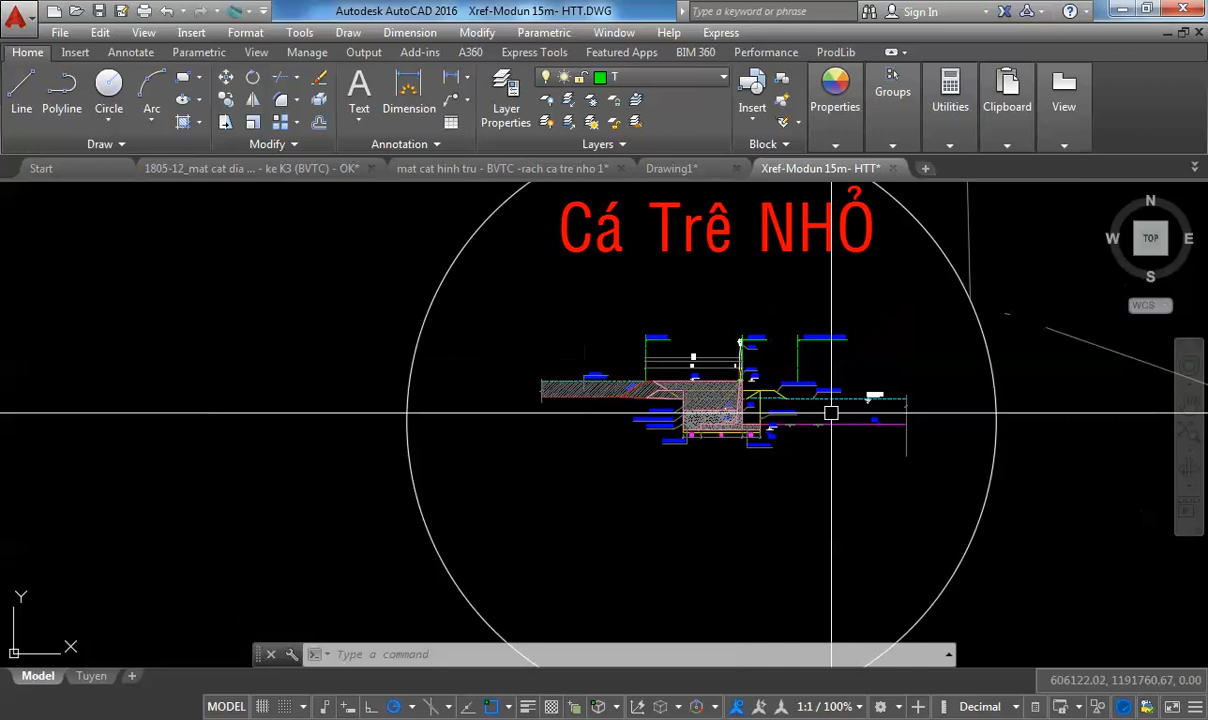 Autodesk AutoCAD 2016 Xref-Modun 15m- HTT.DWG
Type a keyword or phrase
Sign In
File Edit View Insert Format Tools Draw Dimension Modify Parametric Window Help Express
Home Insert Annotate Parametric View Manage Output Add-ins A360 Express Tools Featured Apps BIM 360 Performance ProdLib
T
Line Polyline Circle Arc Text Dimension Layer Properties Insert Properties Groups Utilities Clipboard View
Draw Modify Annotation Layers Block
Start 1805-12_mat cat dia ... - ke K3 (BVTC) - OK* mat cat hinh tru - BVTC -rach ca tre nho 1* Drawing1* Xref-Modun 15m- HTT*
Cá Trê NHỎ
N
W TOP E
S
WCS
Y
X
Type a command
Model Tuyen
606122.02, 1191760.67, 0.00
MODEL 1:1 / 100% Decimal